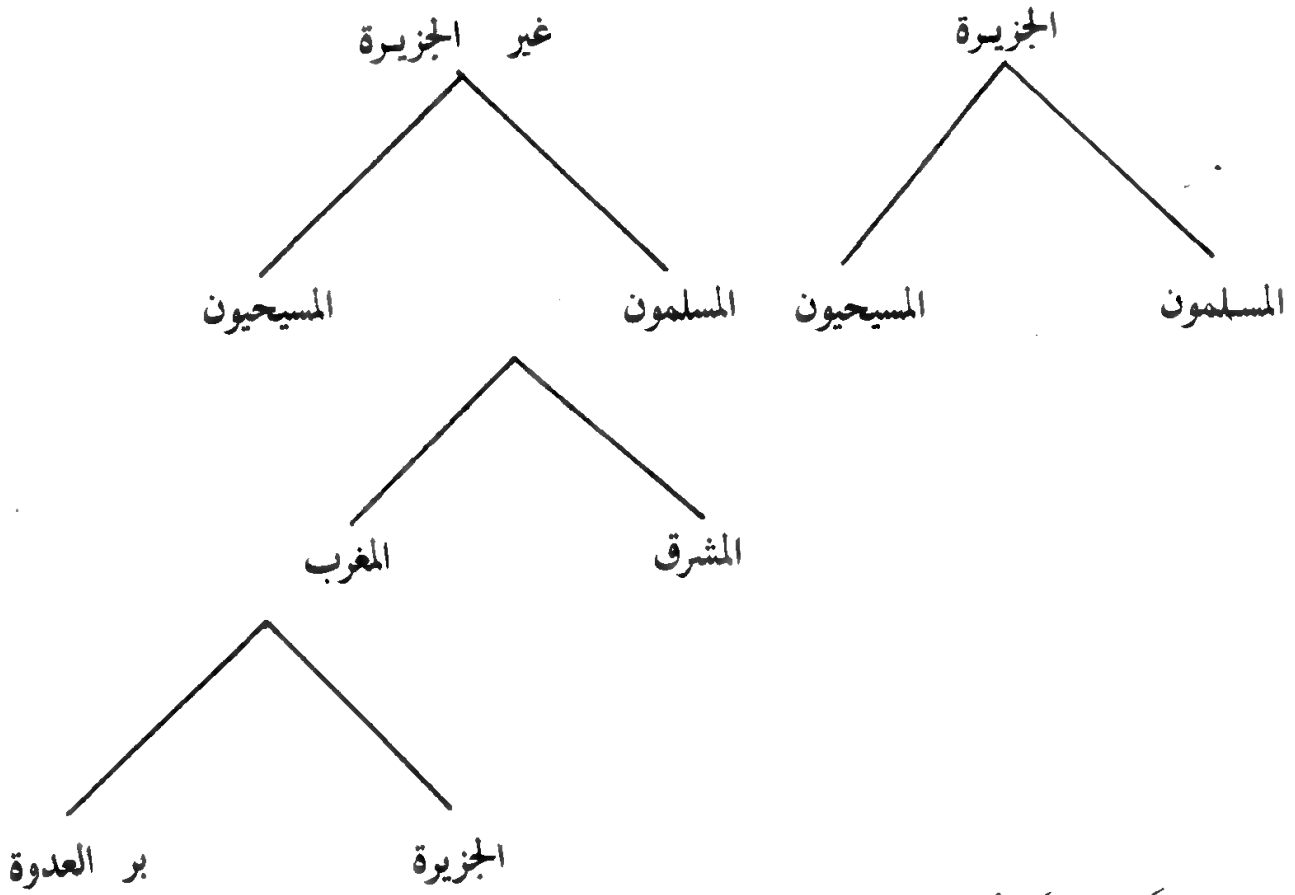 الجزيرة
غير الجزيرة
المسلمون
المسيحيون
المسلمون
المسيحيون
المشرق
المغرب
الجزيرة
بر العدوة